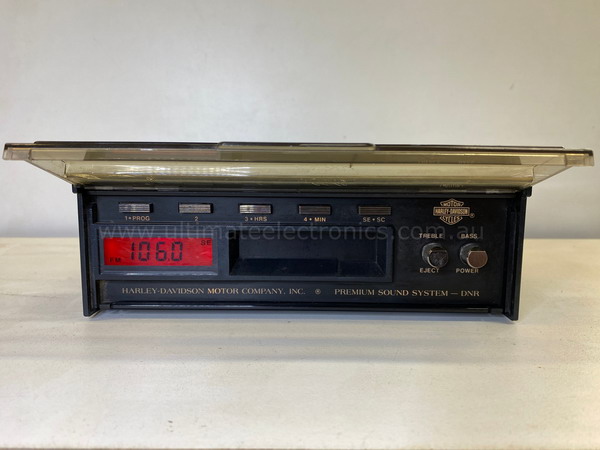 MOTOR
HARLEY-DAVIDSON
CYCLES
1•PROG 2 3•HRS 4•MIN SE•SC
www.ultimateelectronics.com.au
TREBLE BASS
106.0
FM
EJECT POWER
HARLEY-DAVIDSON MOTOR COMPANY, INC. ® PREMIUM SOUND SYSTEM — DNR